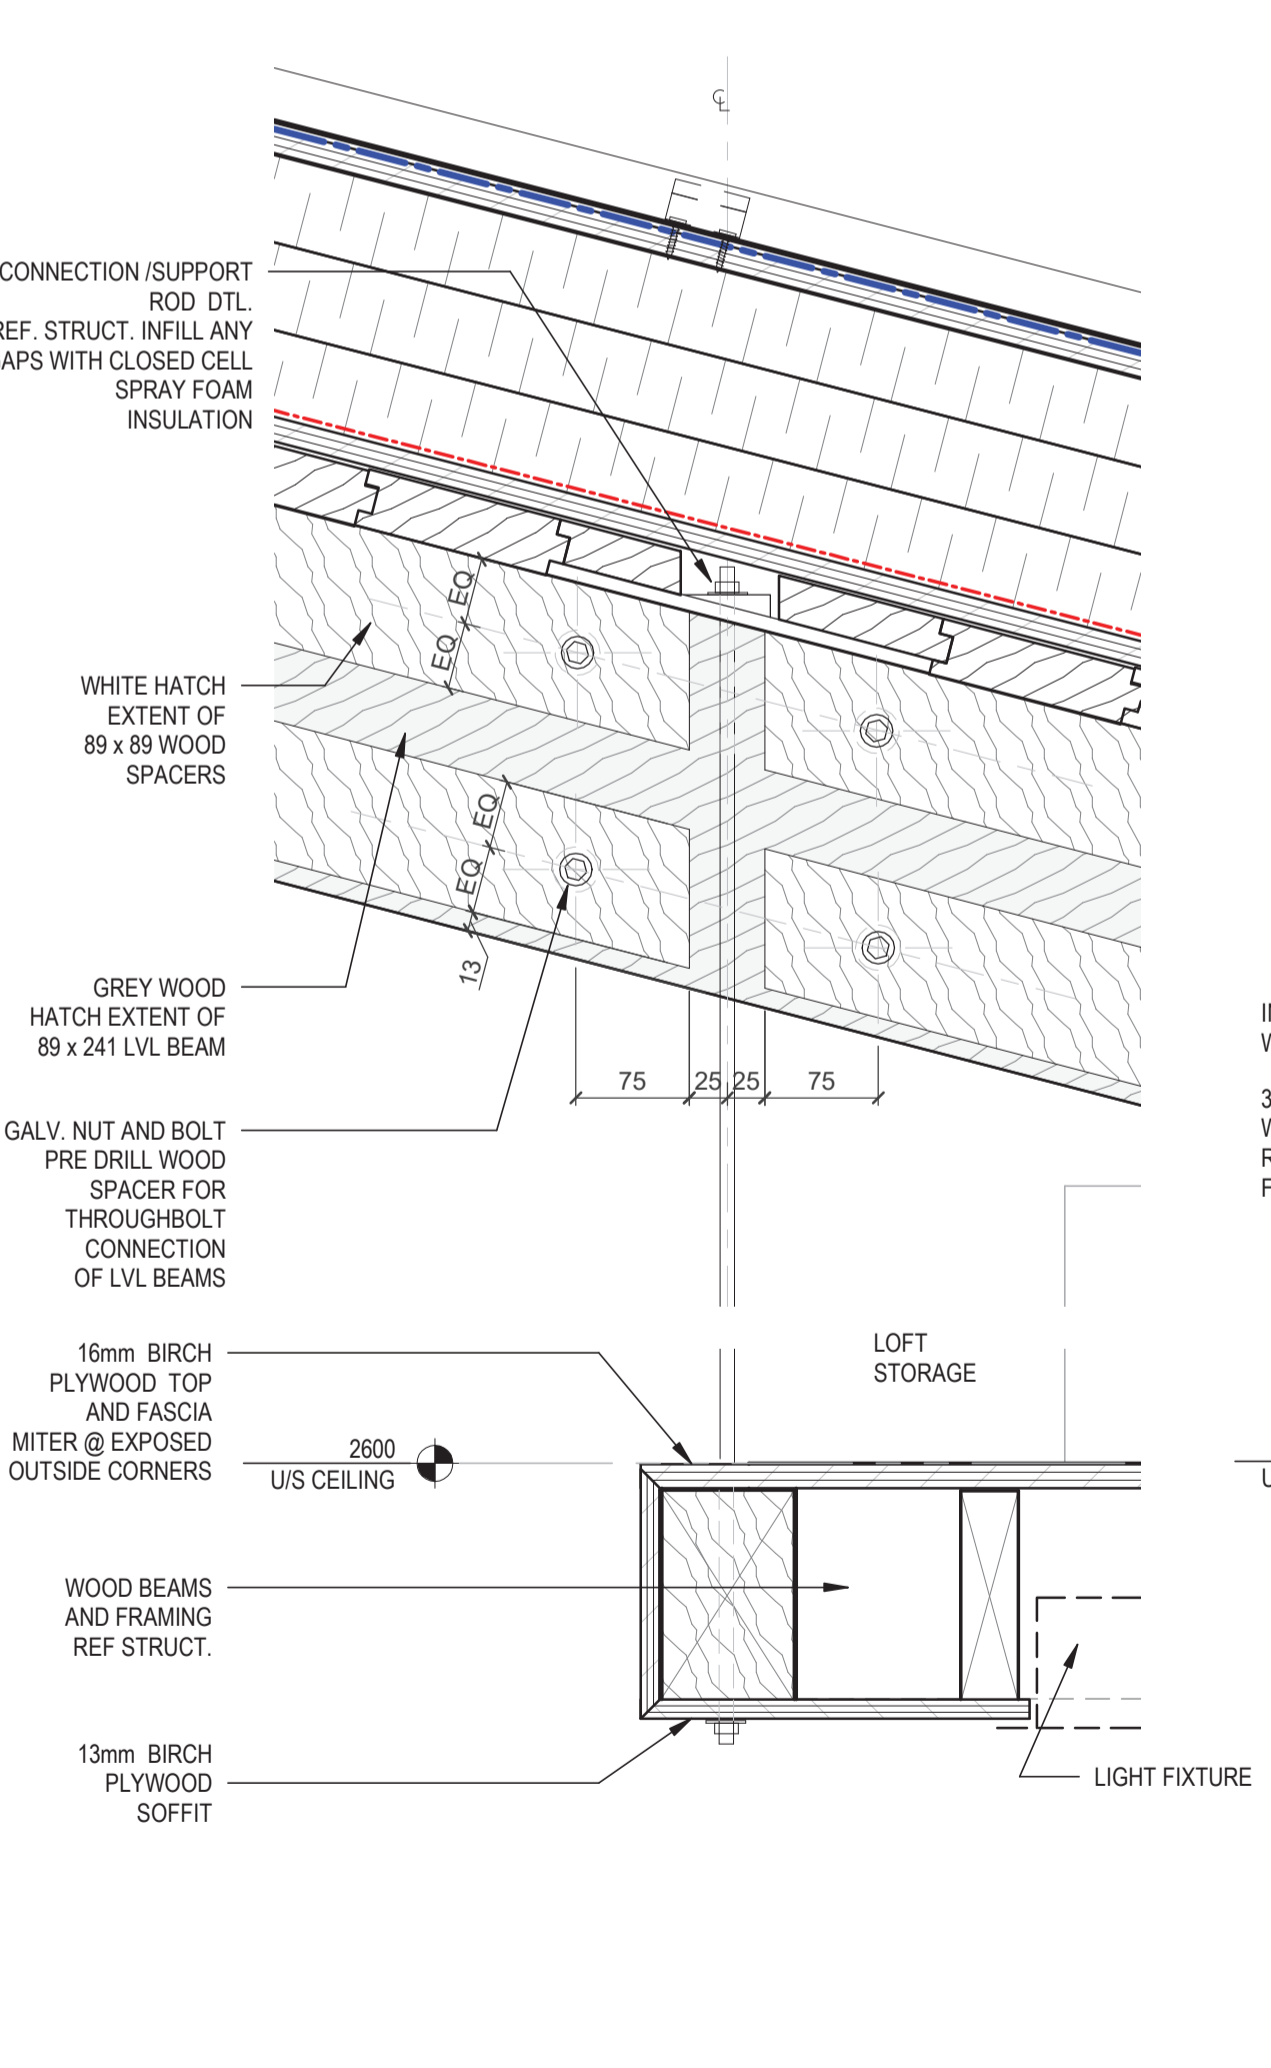 ℄
CONNECTION /SUPPORT
ROD DTL.
REF. STRUCT. INFILL ANY
GAPS WITH CLOSED CELL
SPRAY FOAM
INSULATION
EQ
EQ
WHITE HATCH
EXTENT OF
89 x 89 WOOD
SPACERS
EQ
EQ
13
GREY WOOD
HATCH EXTENT OF
89 x 241 LVL BEAM
75 25 25 75
GALV. NUT AND BOLT
PRE DRILL WOOD
SPACER FOR
THROUGHBOLT
CONNECTION
OF LVL BEAMS
LOFT
STORAGE
16mm BIRCH
PLYWOOD TOP
AND FASCIA
MITER @ EXPOSED
OUTSIDE CORNERS
2600
U/S CEILING
WOOD BEAMS
AND FRAMING
REF STRUCT.
13mm BIRCH
PLYWOOD
SOFFIT
LIGHT FIXTURE